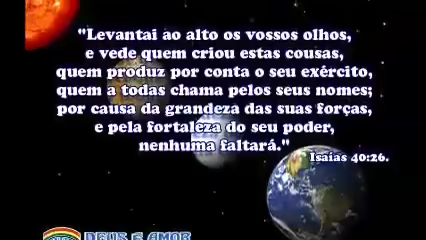 "Levantai ao alto os vossos olhos,
e vede quem criou estas cousas,
quem produz por conta o seu exército,
quem a todas chama pelos seus nomes;
por causa da grandeza das suas forças,
e pela fortaleza do seu poder,
nenhuma faltará."
Isaías 40:26.
DEUS E AMOR